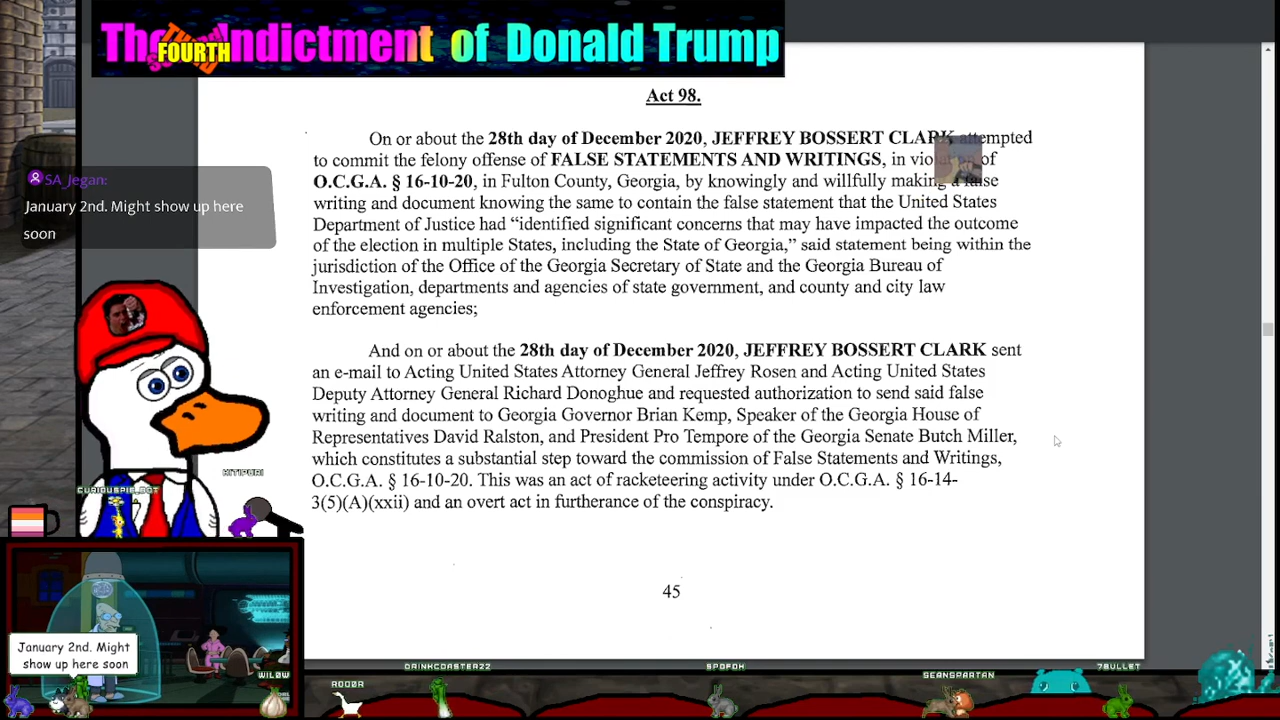 The THIRD FOURTH Indictment of Donald Trump
Act 98.
On or about the 28th day of December 2020, JEFFREY BOSSERT CLARK attempted
to commit the felony offense of FALSE STATEMENTS AND WRITINGS, in violation of
O.C.G.A. § 16-10-20, in Fulton County, Georgia, by knowingly and willfully making a false
writing and document knowing the same to contain the false statement that the United States
Department of Justice had “identified significant concerns that may have impacted the outcome
of the election in multiple States, including the State of Georgia,” said statement being within the
jurisdiction of the Office of the Georgia Secretary of State and the Georgia Bureau of
Investigation, departments and agencies of state government, and county and city law
enforcement agencies;
And on or about the 28th day of December 2020, JEFFREY BOSSERT CLARK sent
an e-mail to Acting United States Attorney General Jeffrey Rosen and Acting United States
Deputy Attorney General Richard Donoghue and requested authorization to send said false
writing and document to Georgia Governor Brian Kemp, Speaker of the Georgia House of
Representatives David Ralston, and President Pro Tempore of the Georgia Senate Butch Miller,
which constitutes a substantial step toward the commission of False Statements and Writings,
O.C.G.A. § 16-10-20. This was an act of racketeering activity under O.C.G.A. § 16-14-
3(5)(A)(xxii) and an overt act in furtherance of the conspiracy.
45
SA_Jegan:
January 2nd. Might show up here
soon
KITIPURI
CURIOUSPIE_BOT
January 2nd. Might
show up here soon
WILOW
DRINKCOASTER22
SPOFOH
7BULLET
SEANSPARTAN